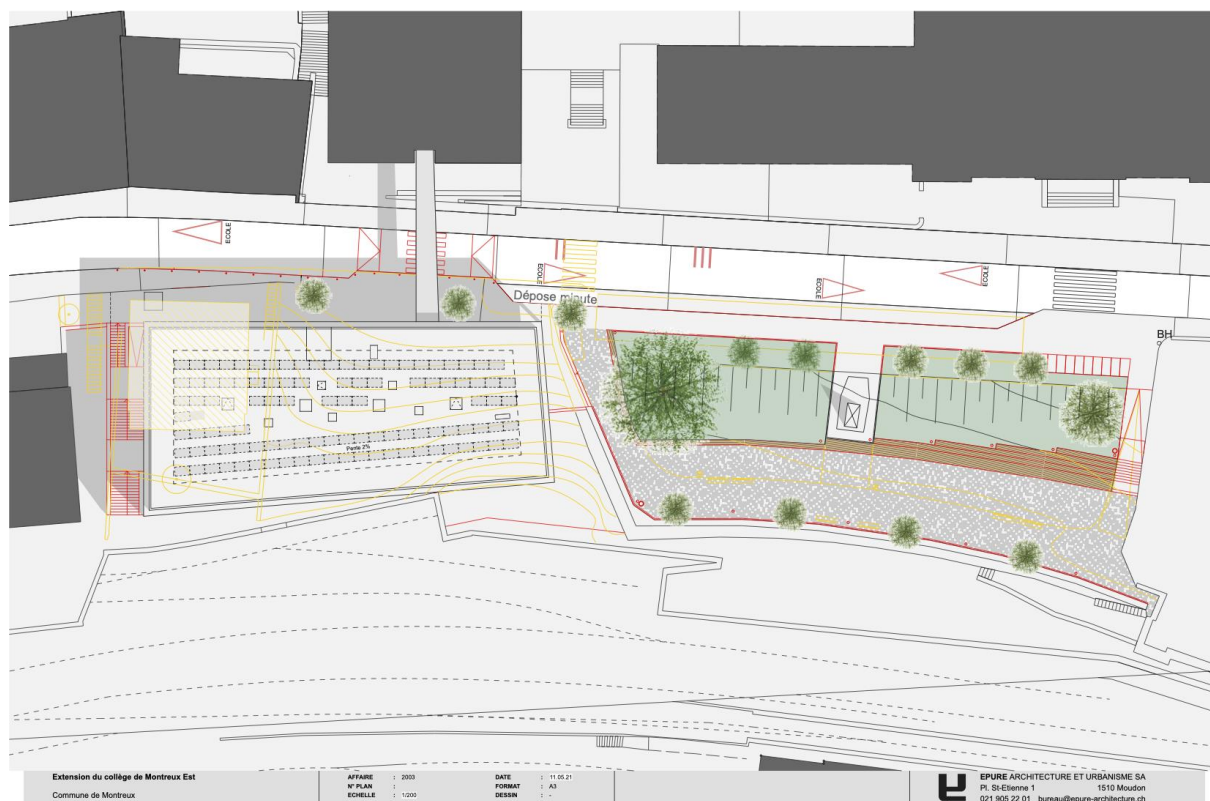 ECOLE
ECOLE
ECOLE
ECOLE
Dépose minute
BH
Pente 2%
Extension du collège de Montreux Est
Commune de Montreux
AFFAIRE : 2003
N° PLAN :
ECHELLE : 1/200
DATE : 11.05.21
FORMAT : A3
DESSIN : -
EPURE ARCHITECTURE ET URBANISME SA
Pl. St-Etienne 1 1510 Moudon
021 905 22 01 bureau@epure-architecture.ch